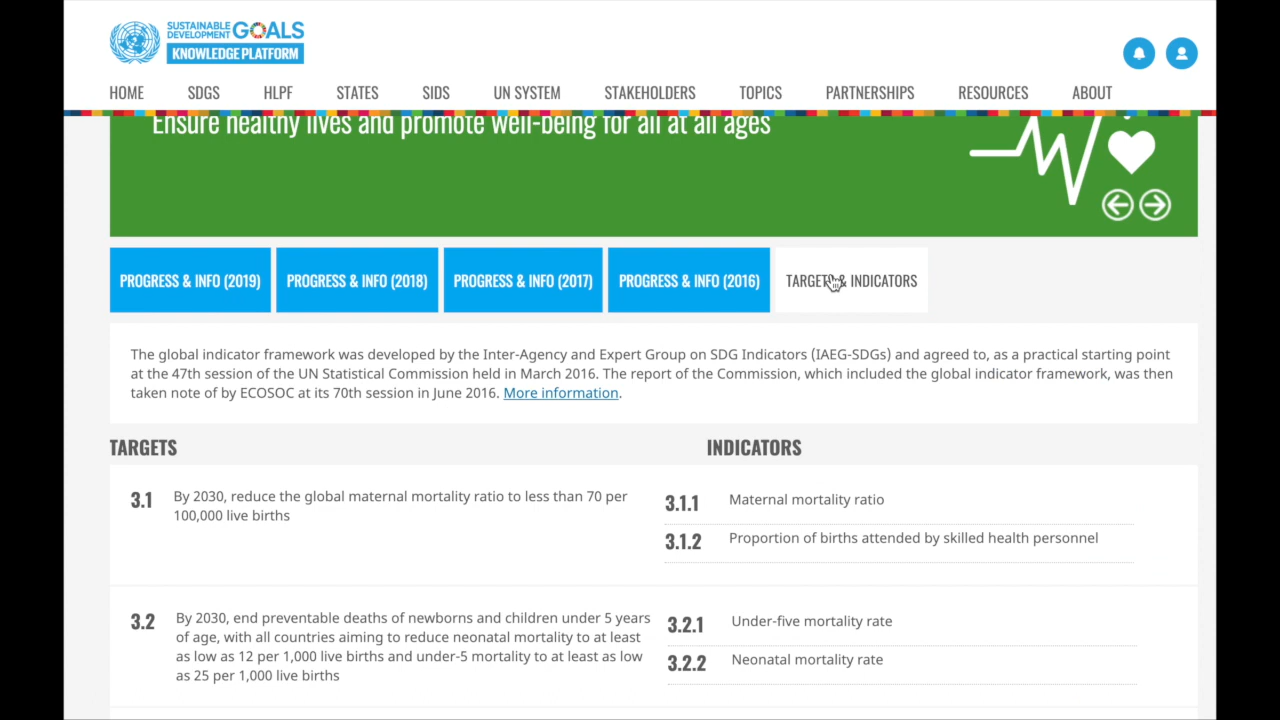 SUSTAINABLE
DEVELOPMENT GOALS
KNOWLEDGE PLATFORM
HOME SDGS HLPF STATES SIDS UN SYSTEM STAKEHOLDERS TOPICS PARTNERSHIPS RESOURCES ABOUT
Ensure healthy lives and promote well-being for all at all ages
PROGRESS & INFO (2019) PROGRESS & INFO (2018) PROGRESS & INFO (2017) PROGRESS & INFO (2016) TARGETS & INDICATORS
The global indicator framework was developed by the Inter-Agency and Expert Group on SDG Indicators (IAEG-SDGs) and agreed to, as a practical starting point
at the 47th session of the UN Statistical Commission held in March 2016. The report of the Commission, which included the global indicator framework, was then
taken note of by ECOSOC at its 70th session in June 2016. More information.
TARGETS INDICATORS
3.1 By 2030, reduce the global maternal mortality ratio to less than 70 per
100,000 live births
3.1.1 Maternal mortality ratio
3.1.2 Proportion of births attended by skilled health personnel
3.2 By 2030, end preventable deaths of newborns and children under 5 years
of age, with all countries aiming to reduce neonatal mortality to at least
as low as 12 per 1,000 live births and under-5 mortality to at least as low
as 25 per 1,000 live births
3.2.1 Under-five mortality rate
3.2.2 Neonatal mortality rate